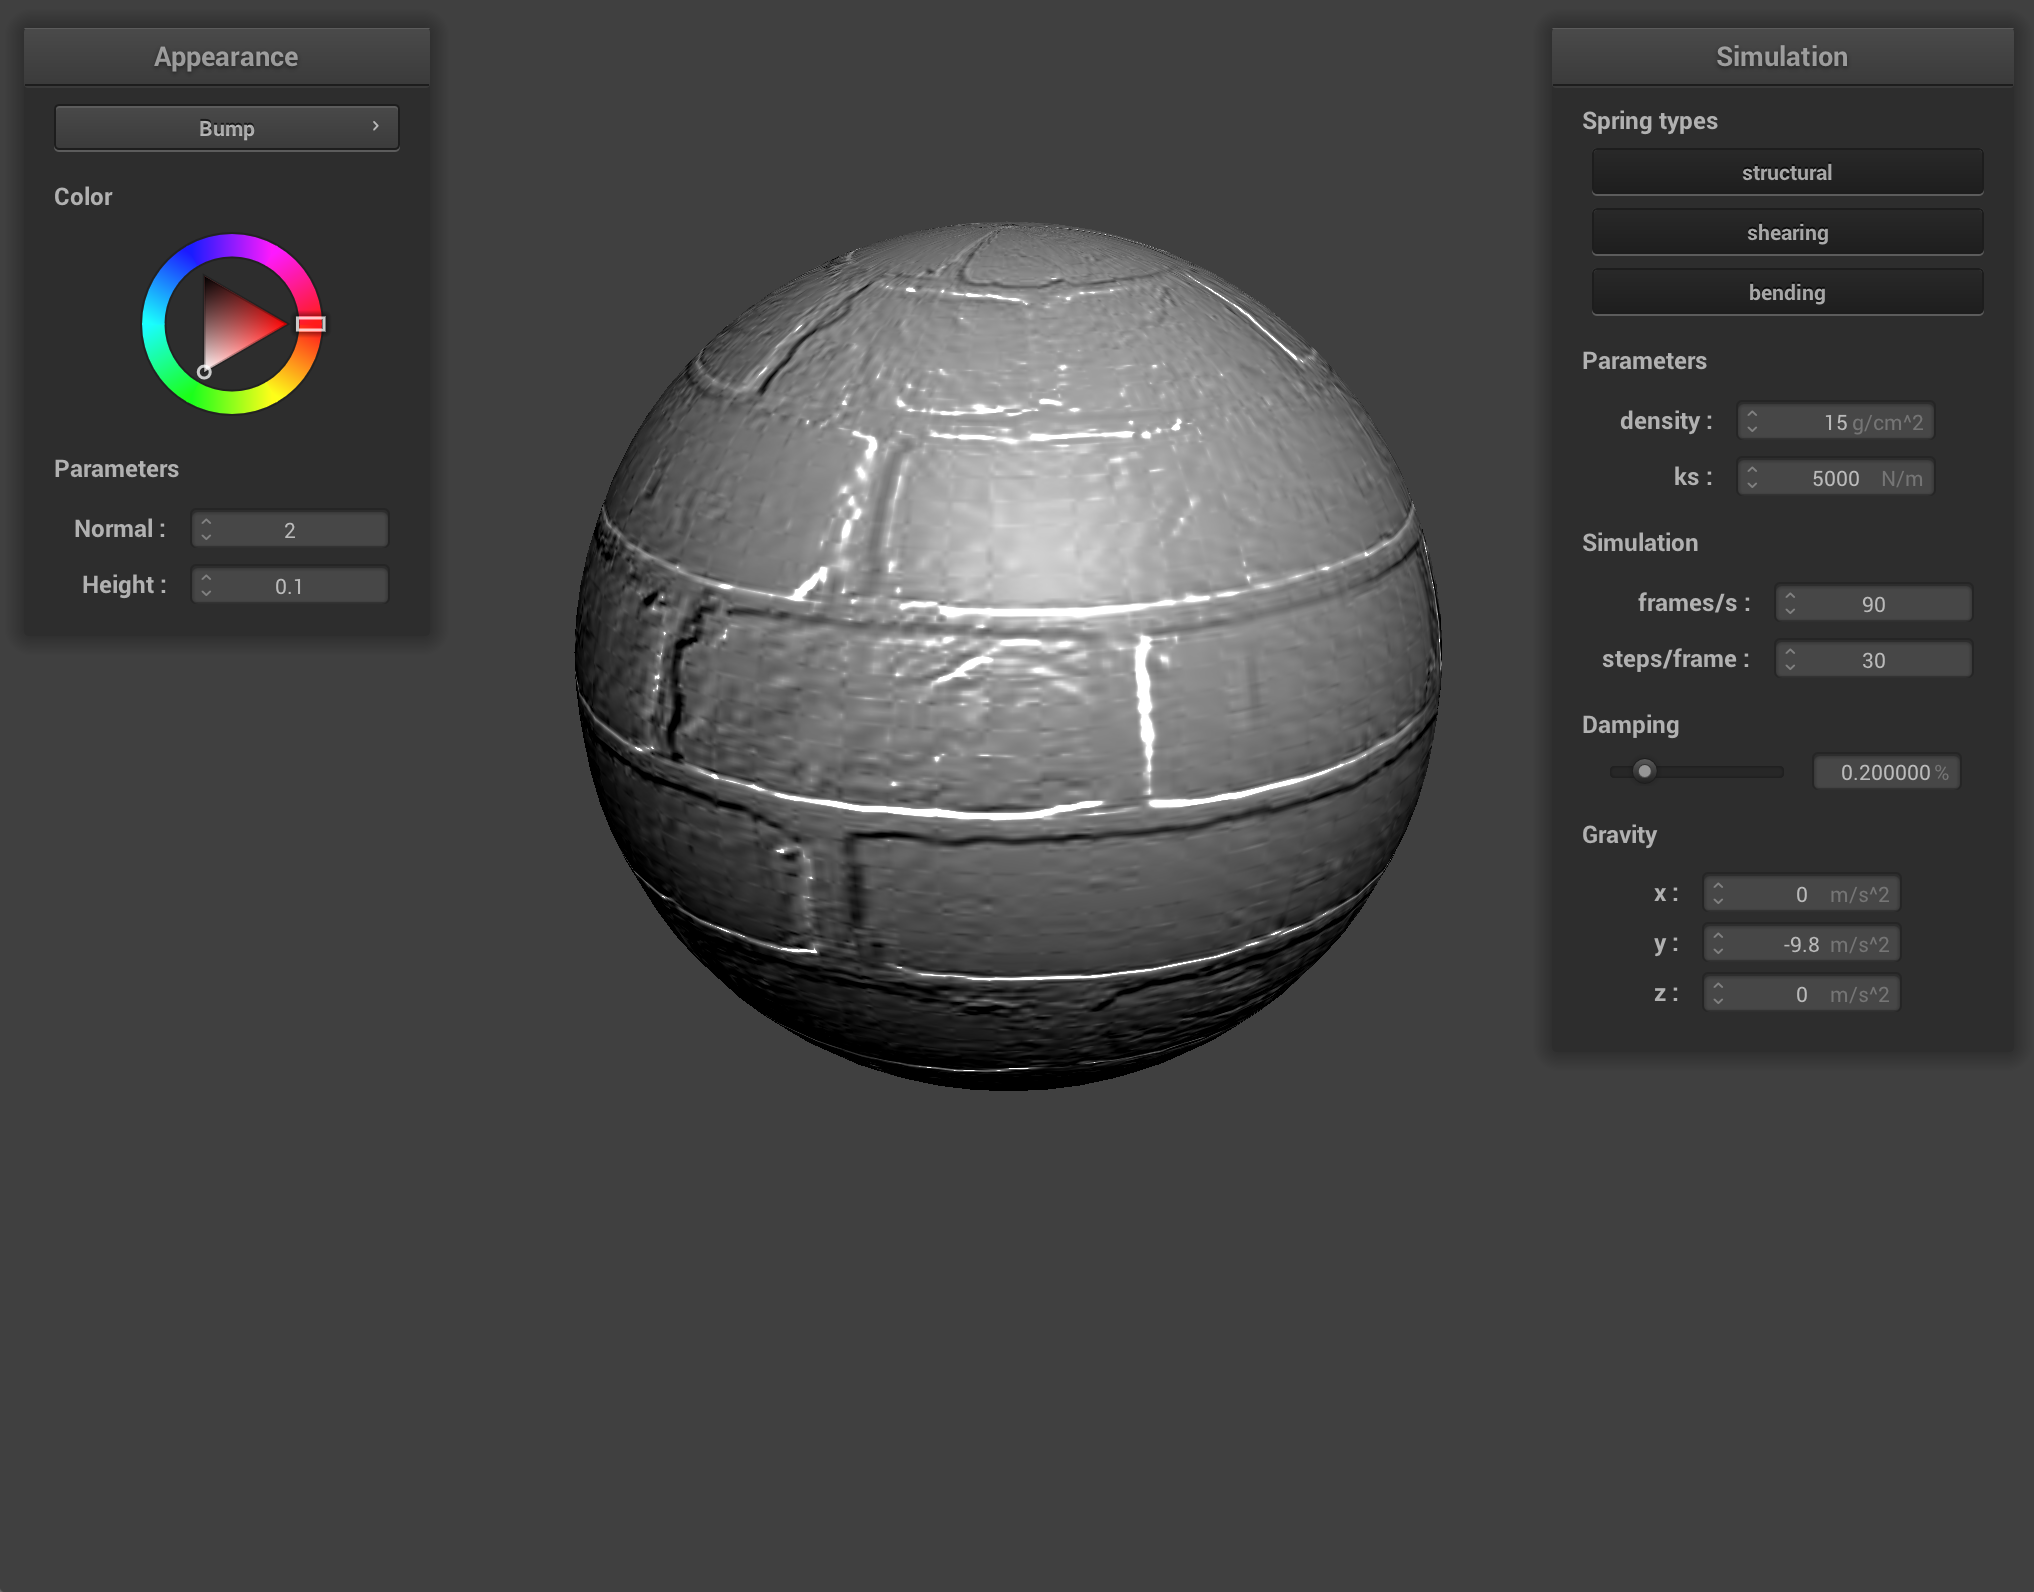 Appearance
Bump
Color
Parameters
Normal : 2
Height : 0.1
Simulation
Spring types
structural
shearing
bending
Parameters
density : 15 g/cm^2
ks : 5000 N/m
Simulation
frames/s : 90
steps/frame : 30
Damping
0.200000 %
Gravity
x : 0 m/s^2
y : -9.8 m/s^2
z : 0 m/s^2